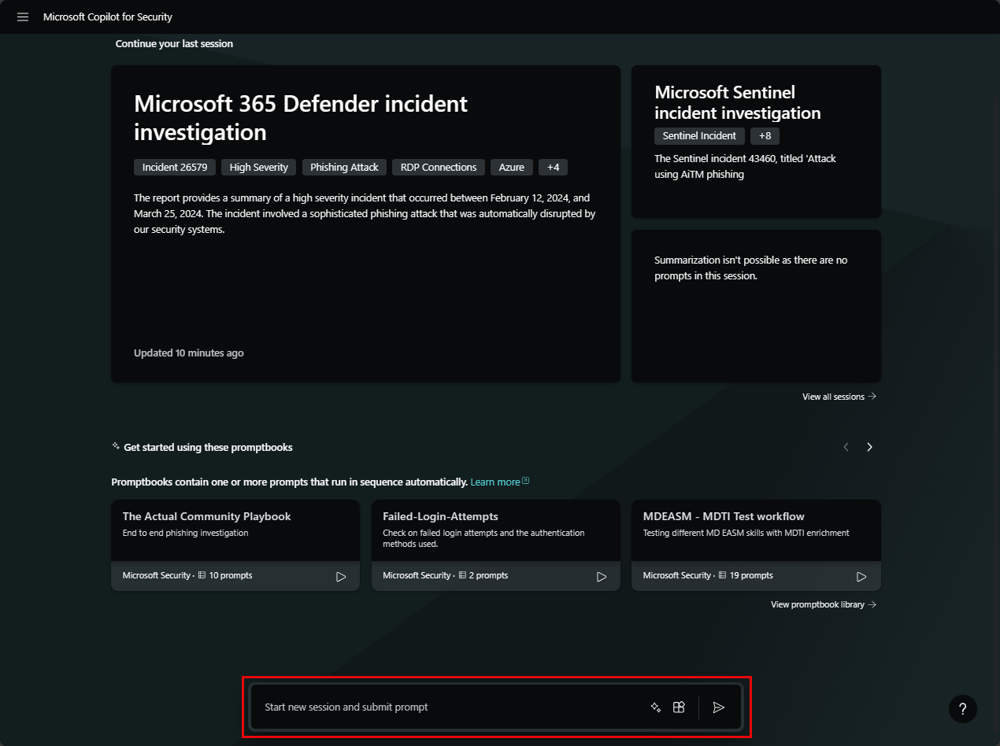 Microsoft Copilot for Security
Continue your last session
Microsoft 365 Defender incident
investigation
Incident 26579
High Severity
Phishing Attack
RDP Connections
Azure
+4
The report provides a summary of a high severity incident that occurred between February 12, 2024, and
March 25, 2024. The incident involved a sophisticated phishing attack that was automatically disrupted by
our security systems.
Updated 10 minutes ago
Microsoft Sentinel
incident investigation
Sentinel Incident
+8
The Sentinel incident 43460, titled 'Attack
using AiTM phishing
Summarization isn't possible as there are no
prompts in this session.
View all sessions
Get started using these promptbooks
Promptbooks contain one or more prompts that run in sequence automatically. Learn more
The Actual Community Playbook
End to end phishing investigation
Microsoft Security · 10 prompts
Failed-Login-Attempts
Check on failed login attempts and the authentication
methods used.
Microsoft Security · 2 prompts
MDEASM - MDTI Test workflow
Testing different MD EASM skills with MDTI enrichment
Microsoft Security · 19 prompts
View promptbook library
Start new session and submit prompt
?